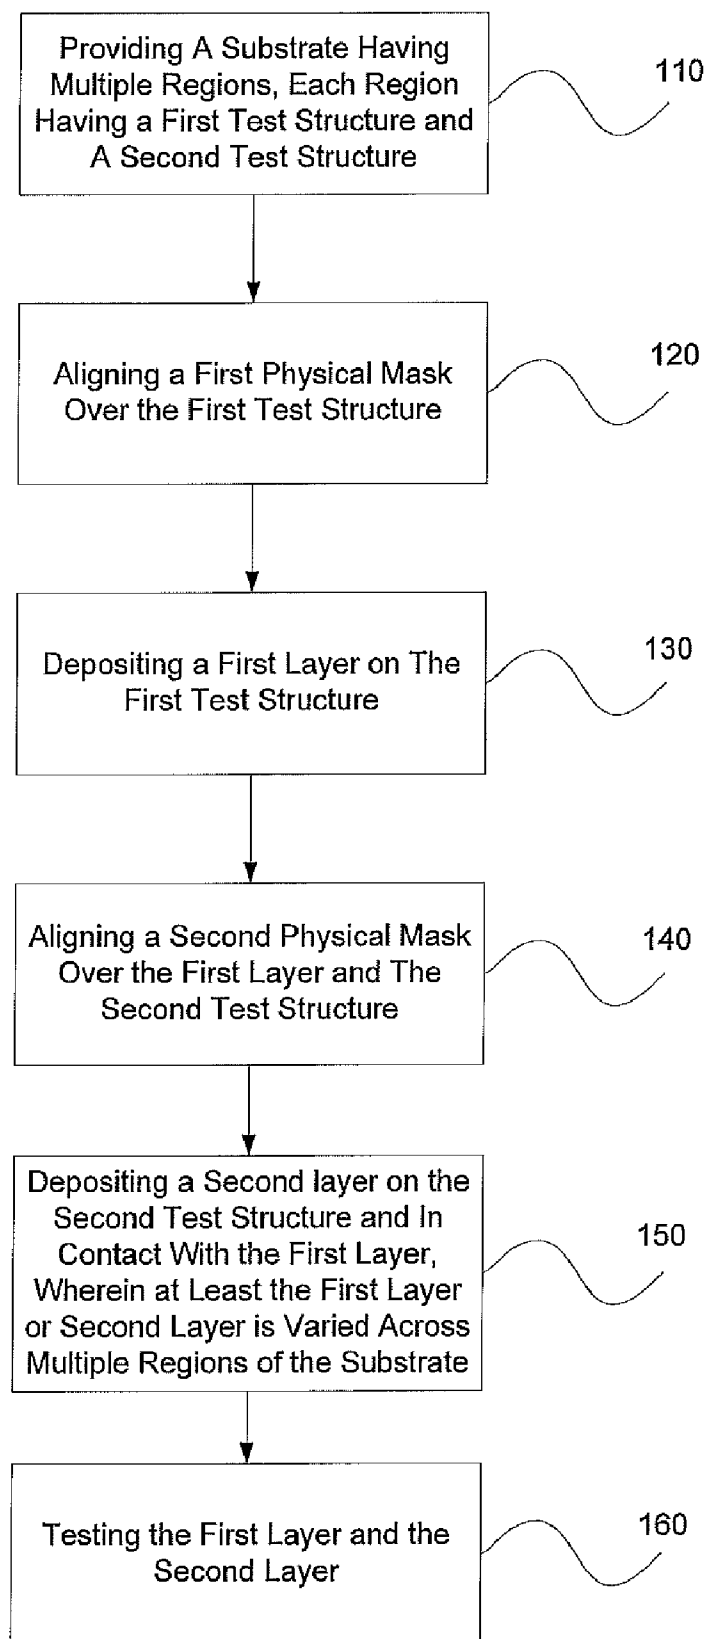 Providing A Substrate Having
Multiple Regions, Each Region
Having a First Test Structure and
A Second Test Structure
110
Aligning a First Physical Mask
Over the First Test Structure
120
Depositing a First Layer on The
First Test Structure
130
Aligning a Second Physical Mask
Over the First Layer and The
Second Test Structure
140
Depositing a Second layer on the
Second Test Structure and In
Contact With the First Layer,
Wherein at Least the First Layer
or Second Layer is Varied Across
Multiple Regions of the Substrate
150
Testing the First Layer and the
Second Layer
160